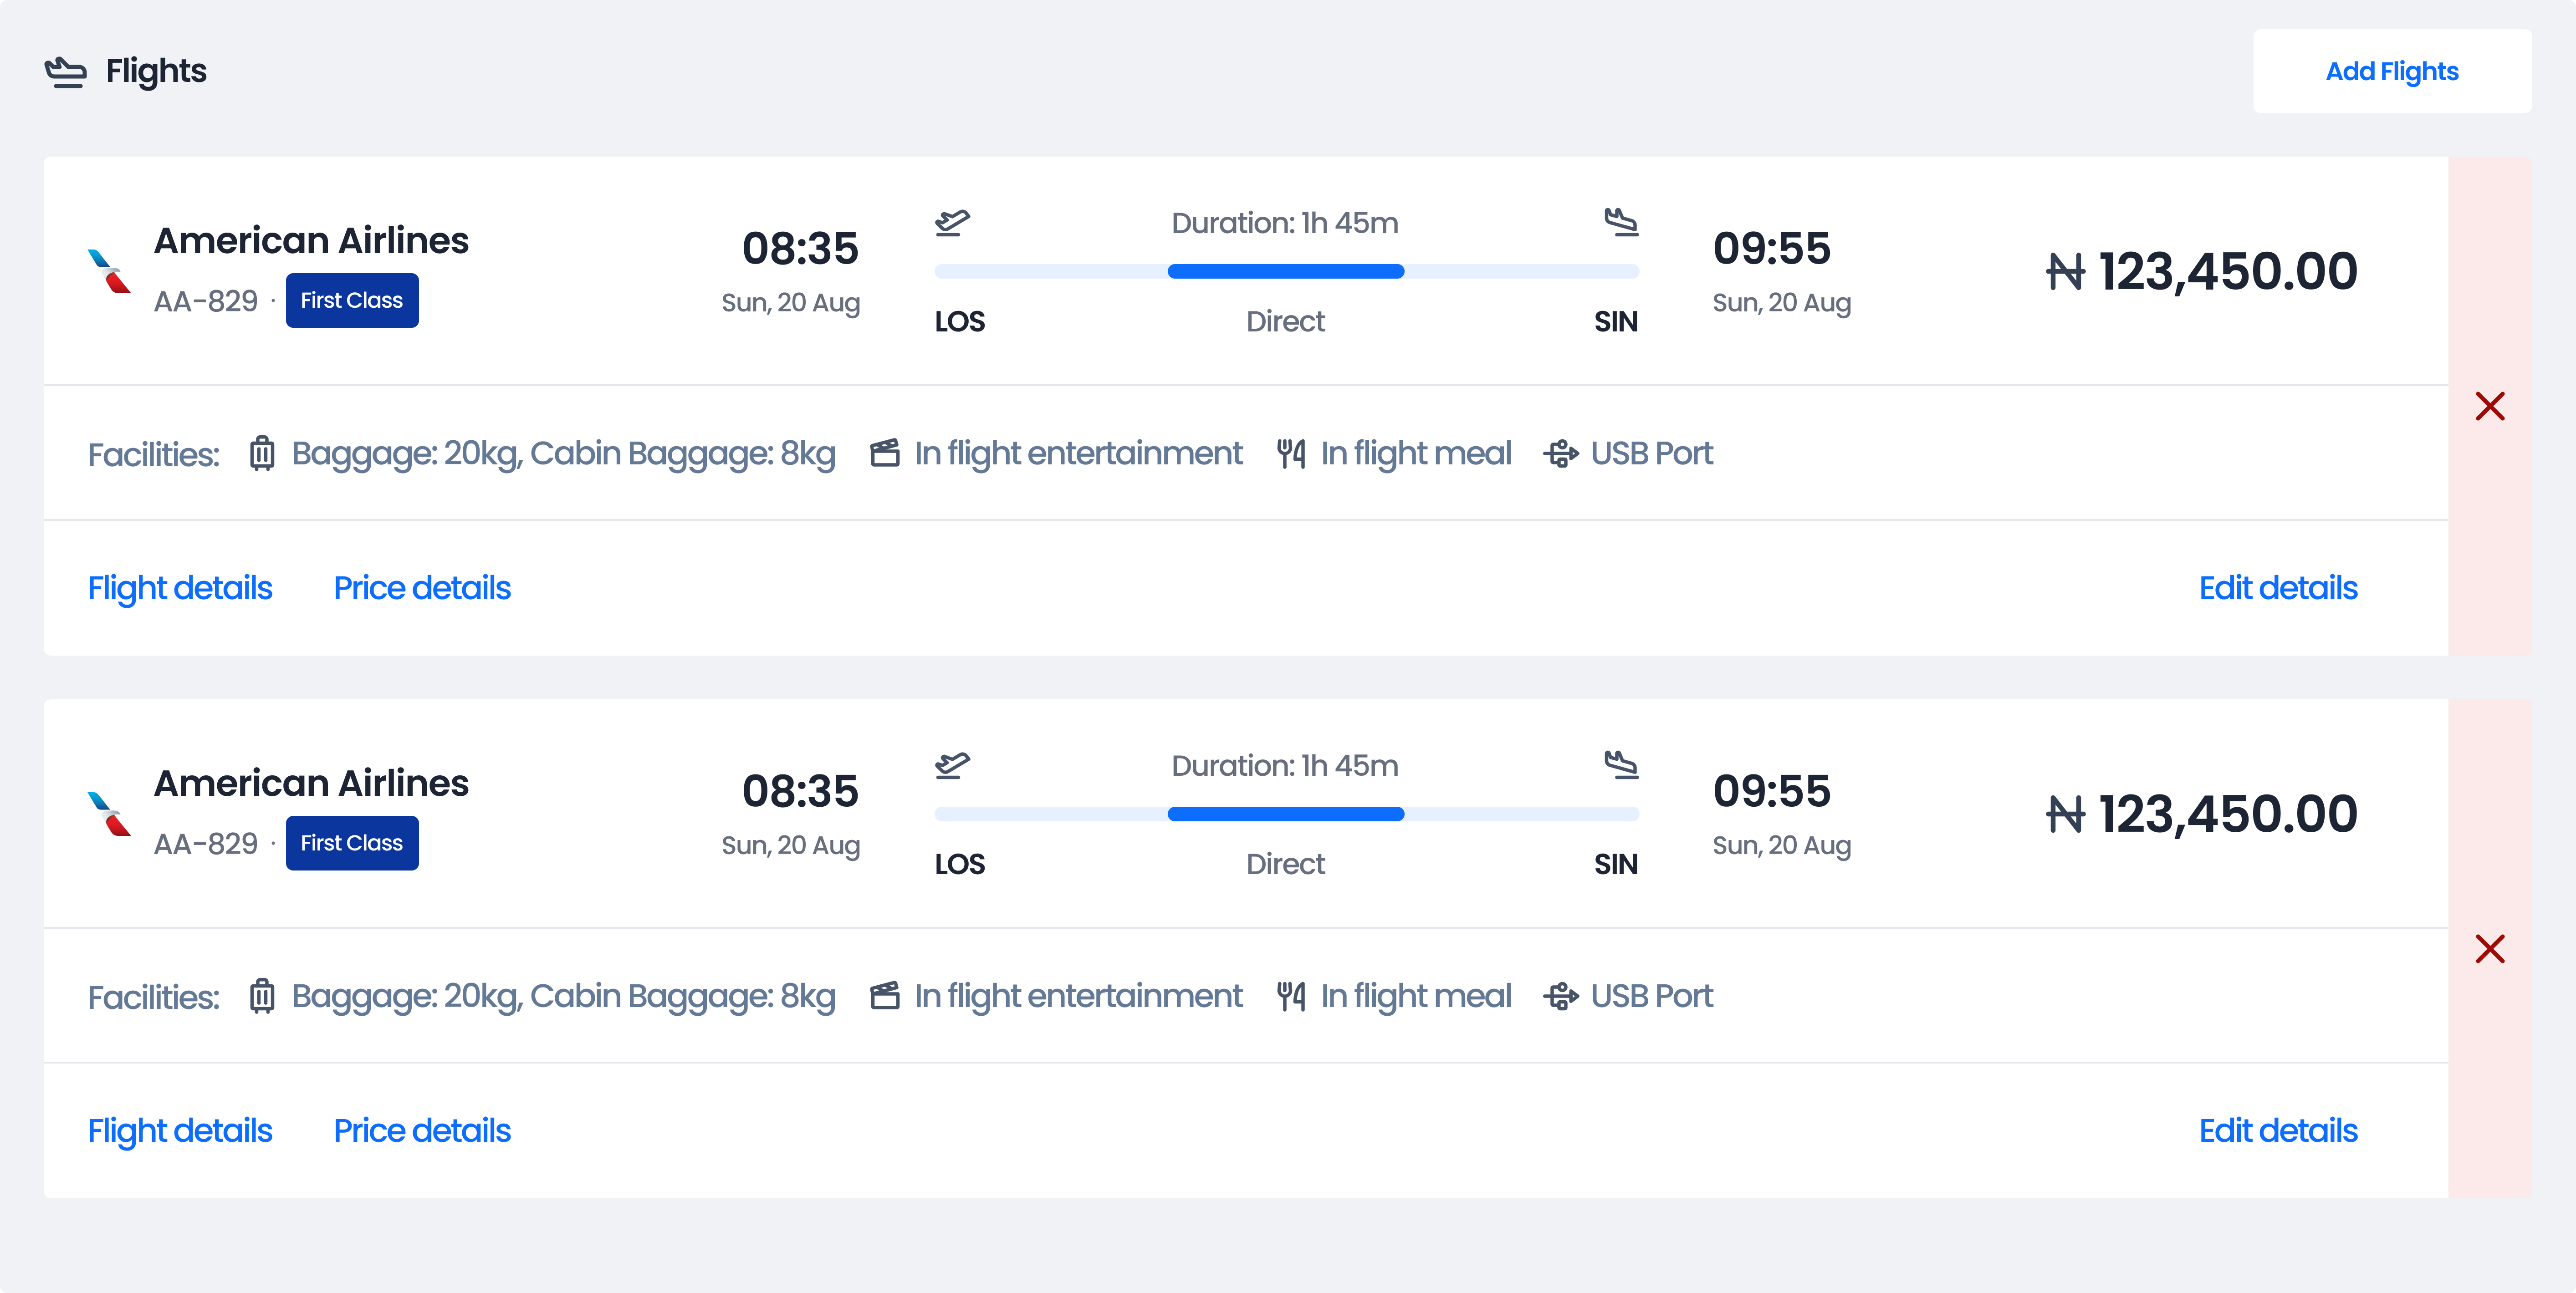 Flights
Add Flights
American Airlines
AA-829 · First Class
08:35
Sun, 20 Aug
Duration: 1h 45m
LOS
Direct
SIN
09:55
Sun, 20 Aug
₦ 123,450.00
Facilities: Baggage: 20kg, Cabin Baggage: 8kg In flight entertainment In flight meal USB Port
Flight details Price details Edit details
American Airlines
AA-829 · First Class
08:35
Sun, 20 Aug
Duration: 1h 45m
LOS
Direct
SIN
09:55
Sun, 20 Aug
₦ 123,450.00
Facilities: Baggage: 20kg, Cabin Baggage: 8kg In flight entertainment In flight meal USB Port
Flight details Price details Edit details